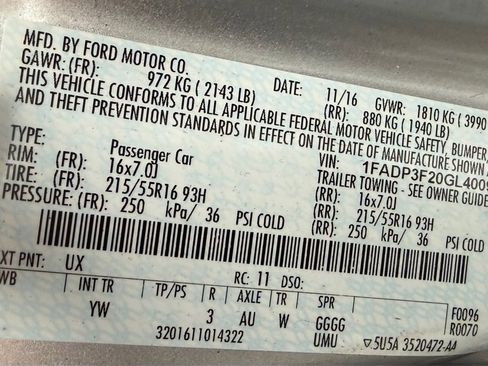 MFD. BY FORD MOTOR CO.
DATE: 11/16 GVWR: 1810 KG ( 3990
GAWR: (FR): 972 KG ( 2143 LB) (RR): 880 KG ( 1940 LB)
THIS VEHICLE CONFORMS TO ALL APPLICABLE FEDERAL MOTOR VEHICLE SAFETY, BUMPER,
AND THEFT PREVENTION STANDARDS IN EFFECT ON THE DATE OF MANUFACTURE SHOWN
VIN: 1FADP3F20GL4009
TYPE: Passenger Car TRAILER TOWING - SEE OWNER GUIDE
RIM: (FR): 16x7.0J (RR): 16x7.0J
TIRE: (FR): 215/55R16 93H (RR): 215/55R16 93H
PRESSURE: (FR): 250 kPa/ 36 PSI COLD (RR): 250 kPa/ 36 PSI COLD
XT PNT: UX RC: 11 DSO:
WB INT TR TP/PS R AXLE TR SPR F0096
YW 3 AU W GGGG R0070
3201611014322 UMU 5U5A 3520472-AA